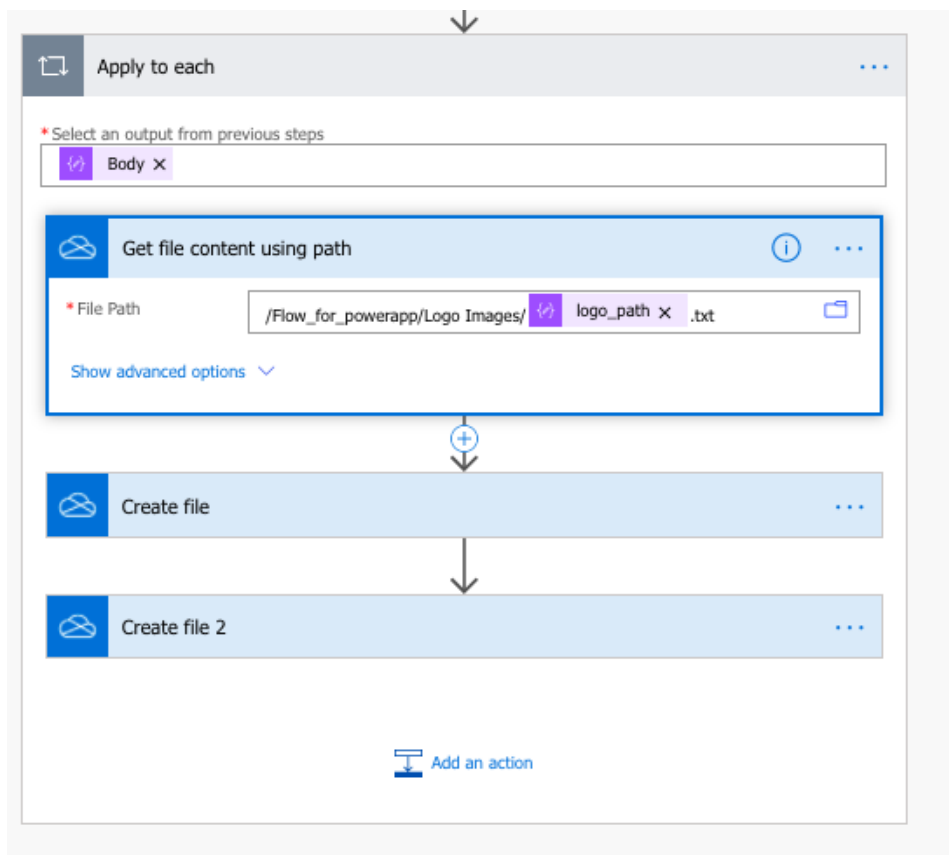 Apply to each
* Select an output from previous steps
Body
Get file content using path
* File Path
/Flow_for_powerapp/Logo Images/ logo_path .txt
Show advanced options
Create file
Create file 2
Add an action